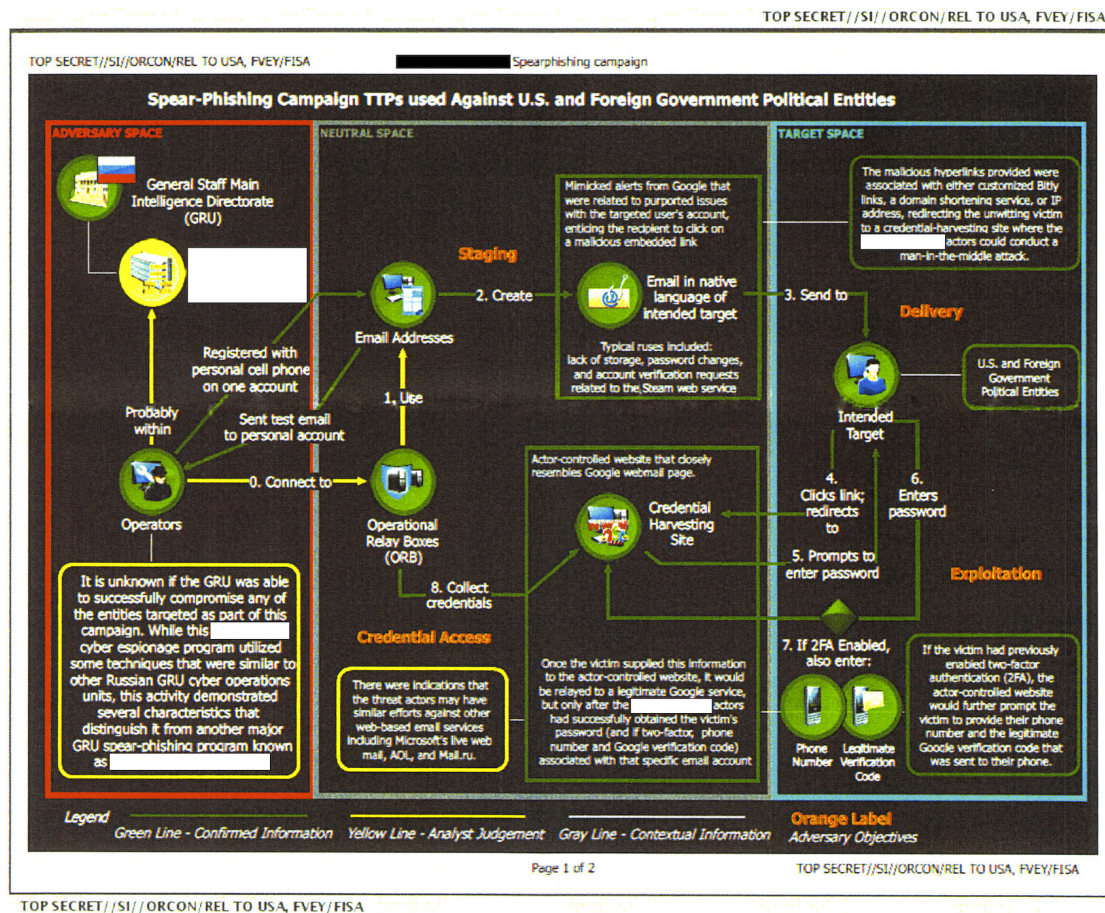 TOP SECRET//SI//ORCON/REL TO USA, FVEY/FISA
TOP SECRET//SI//ORCON/REL TO USA, FVEY/FISA
Spearphishing campaign
Spear-Phishing Campaign TTPs used Against U.S. and Foreign Government Political Entities
ADVERSARY SPACE
General Staff Main
Intelligence Directorate
(GRU)
Probably
within
Operators
It is unknown if the GRU was able
to successfully compromise any of
the entities targeted as part of this
campaign. While this
cyber espionage program utilized
some techniques that were similar to
other Russian GRU cyber operations
units, this activity demonstrated
several characteristics that
distinguish it from another major
GRU spear-phishing program known
as
Registered with
personal cell phone
on one account
Sent test email
to personal account
0. Connect to
NEUTRAL SPACE
Staging
Email Addresses
1, Use
Operational
Relay Boxes
(ORB)
2. Create
Mimicked alerts from Google that
were related to purported issues
with the targeted user's account,
enticing the recipient to click on
a malicious embedded link
Email in native
language of
intended target
Typical ruses included:
lack of storage, password changes,
and account verification requests
related to the Steam web service
8. Collect
credentials
Credential Access
There were indications that
the threat actors may have
similar efforts against other
web-based email services
including Microsoft's live web
mail, AOL, and Mail.ru.
Actor-controlled website that closely
resembles Google webmail page.
Credential
Harvesting
Site
Once the victim supplied this information
to the actor-controlled website, it would
be relayed to a legitimate Google service,
but only after the actors
had successfully obtained the victim's
password (and if two-factor, phone
number and Google verification code)
associated with that specific email account
TARGET SPACE
The malicious hyperlinks provided were
associated with either customized Bitly
links, a domain shortening service, or IP
address, redirecting the unwitting victim
to a credential-harvesting site where the
actors could conduct a
man-in-the-middle attack.
3. Send to
Delivery
Intended
Target
U.S. and Foreign
Government
Political Entities
4.
Clicks link;
redirects
to
6.
Enters
password
5. Prompts to
enter password
Exploitation
7. If 2FA Enabled,
also enter:
Phone
Number
Legitimate
Verification
Code
If the victim had previously
enabled two-factor
authentication (2FA), the
actor-controlled website
would further prompt the
victim to provide their phone
number and the legitimate
Google verification code that
was sent to their phone.
Legend
Green Line - Confirmed Information
Yellow Line - Analyst Judgement
Gray Line - Contextual Information
Orange Label
Adversary Objectives
Page 1 of 2
TOP SECRET//SI//ORCON/REL TO USA, FVEY/FISA
TOP SECRET//SI//ORCON/REL TO USA, FVEY/FISA